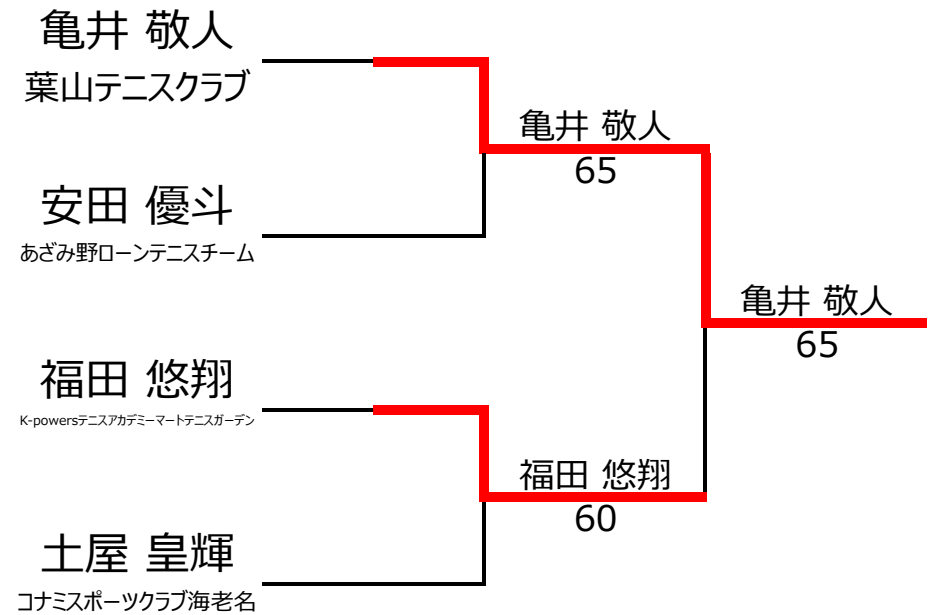 亀井 敬人
葉山テニスクラブ
安田 優斗
あざみ野ローンテニスチーム
福田 悠翔
K-powersテニスアカデミーマートテニスガーデン
土屋 皇輝
コナミスポーツクラブ海老名
亀井 敬人
65
福田 悠翔
60
亀井 敬人
65